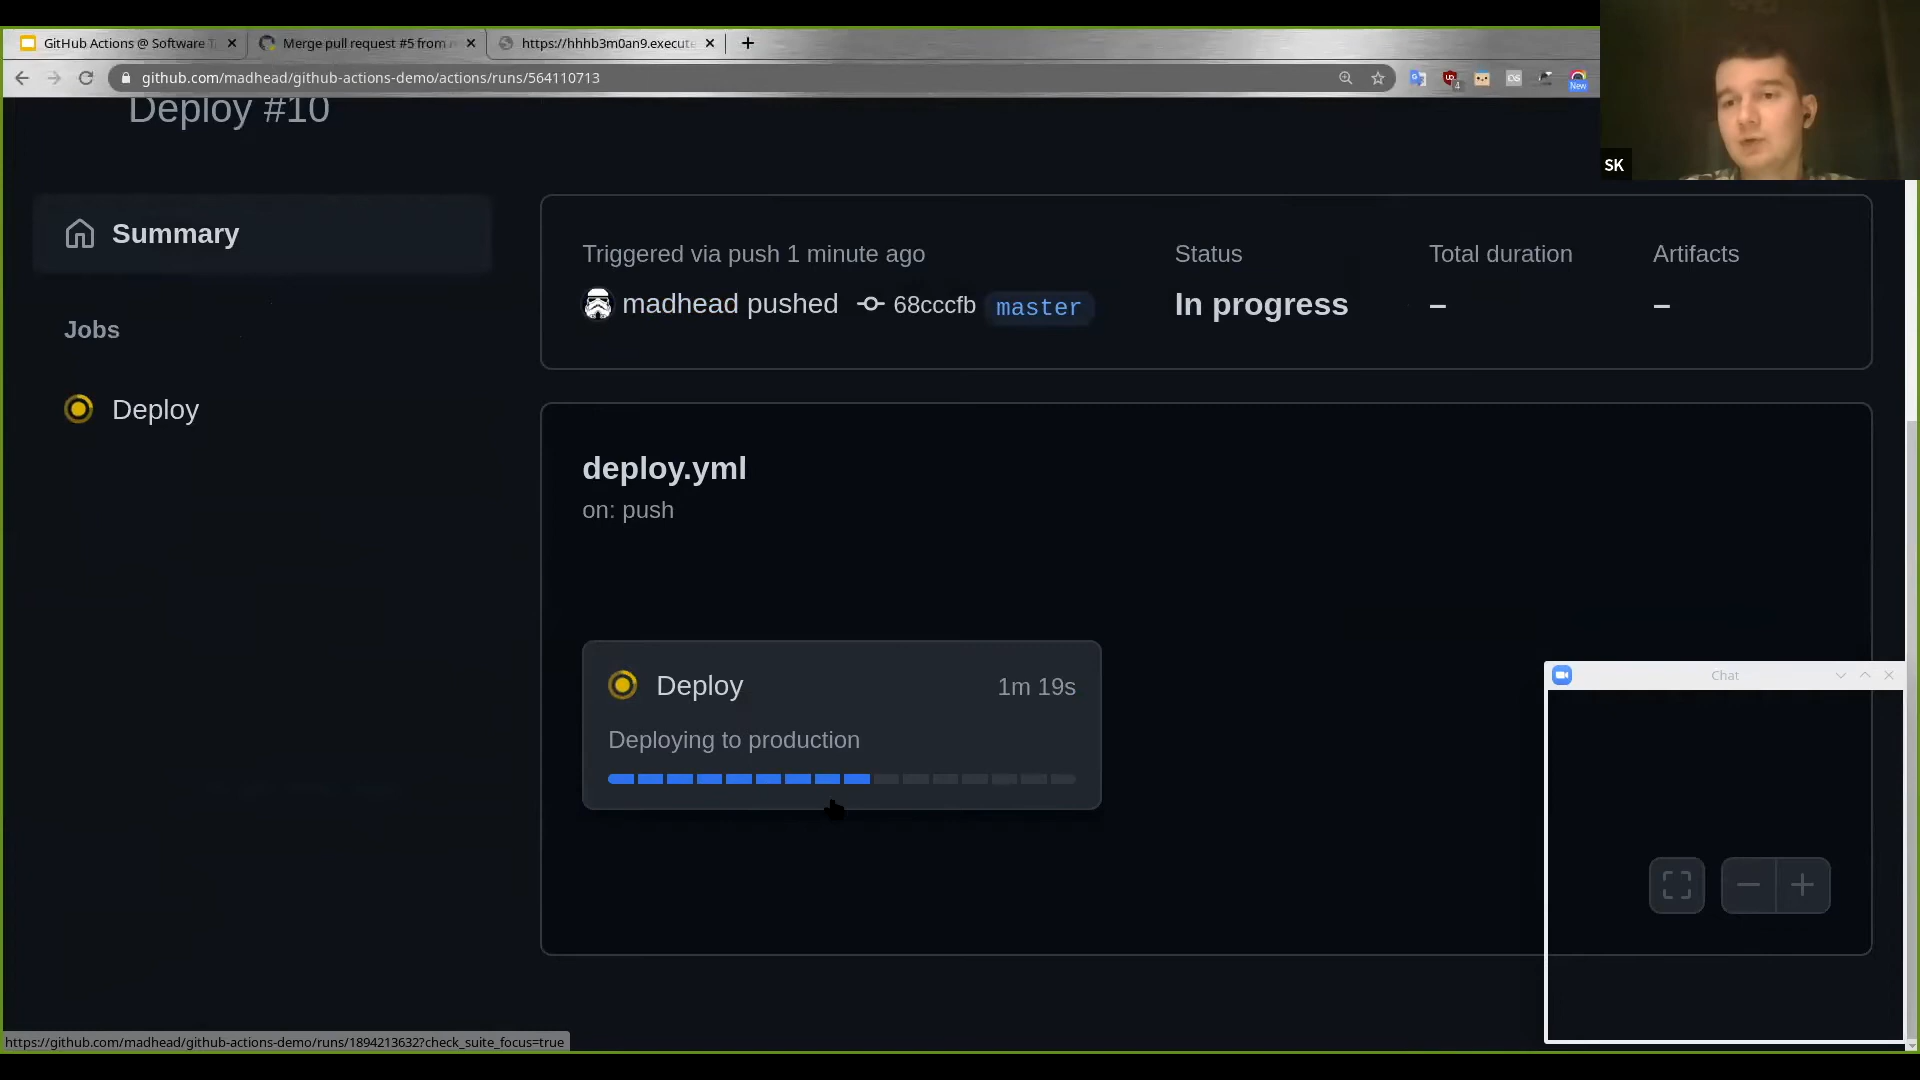 GitHub Actions @ Software T
Merge pull request #5 from
https://hhhb3m0an9.execute
github.com/madhead/github-actions-demo/actions/runs/564110713
4
New
SK
Deploy #10
Summary
Jobs
Deploy
Triggered via push 1 minute ago
madhead pushed 68cccfb master
Status
In progress
Total duration
–
Artifacts
–
deploy.yml
on: push
Deploy 1m 19s
Deploying to production
Chat
https://github.com/madhead/github-actions-demo/runs/1894213632?check_suite_focus=true